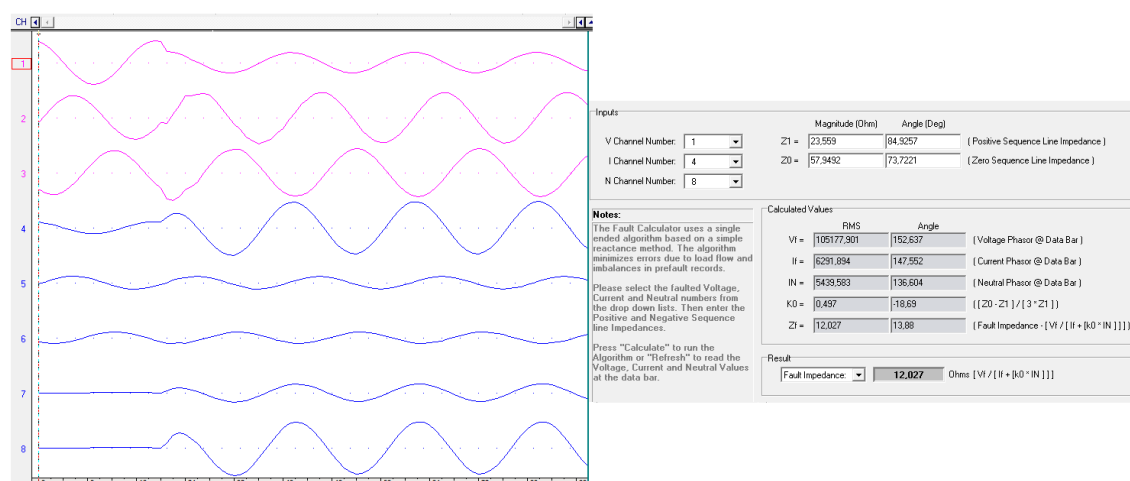 CH
1
2
3
4
5
6
7
8
Inputs
Magnitude (Ohm) Angle (Deg)
V Channel Number: 1
Z1 = 23,559 84,9257 ( Positive Sequence Line Impedance )
I Channel Number: 4
Z0 = 57,9492 73,7221 ( Zero Sequence Line Impedance )
N Channel Number: 8
Notes:
The Fault Calculator uses a single
ended algorithm based on a simple
reactance method. The algorithm
minimizes errors due to load flow and
imbalances in prefault records.
Please select the faulted Voltage,
Current and Neutral numbers from
the drop down lists. Then enter the
Positive and Negative Sequence
line Impedances.
Press "Calculate" to run the
Algorithm or "Refresh" to read the
Voltage, Current and Neutral Values
at the data bar.
Calculated Values
RMS Angle
Vf = 105177,901 152,637 ( Voltage Phasor @ Data Bar )
If = 6291,894 147,552 ( Current Phasor @ Data Bar )
IN = 5439,583 136,604 ( Neutral Phasor @ Data Bar )
K0 = 0,497 -18,69 ( [ Z0 - Z1 ] / [ 3 * Z1 ] )
Zf = 12,027 13,88 ( Fault Impedance - [ Vf / [ If + [k0 * IN ] ] ] )
Result
Fault Impedance: 12,027 Ohms [ Vf / [ If + [k0 * IN ] ] ]